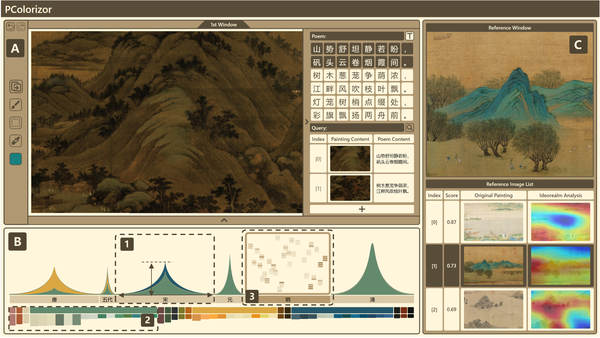 PColorizor
1st Window
A
Poem:
T
山势舒坦静若盼，
矾头云卷烟霞间。
树木葱茏争荫浓，
江畔风吹枝叶飘。
灯笼树梢点缀处，
彩旗飘扬两舟前。
Query:
Index
Painting Content
Poem Content
[0]
山势舒坦静若盼，
矾头云卷烟霞间。
[1]
树木葱茏争荫浓，
江畔风吹枝叶飘。
+
Reference Window
C
Reference Image List
Index
Score
Original Painting
Ideorealm Analysis
[0]
0.87
[1]
0.73
[2]
0.69
B
1
2
3
唐
五代
宋
元
明
清